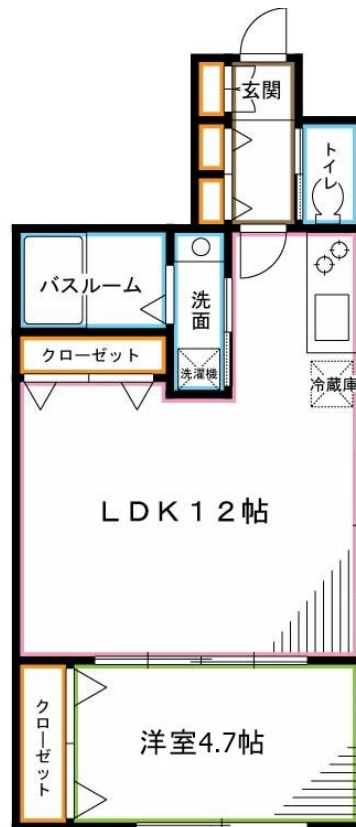 玄関
トイレ
バスルーム
洗面
洗濯機
クローゼット
冷蔵庫
LDK12帖
クローゼット
洋室4.7帖